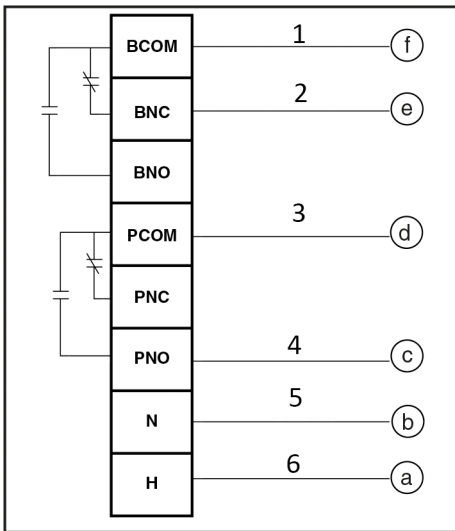 BCOM 1 f
BNC 2 e
BNO
PCOM 3 d
PNC
PNO 4 c
N 5 b
H 6 a